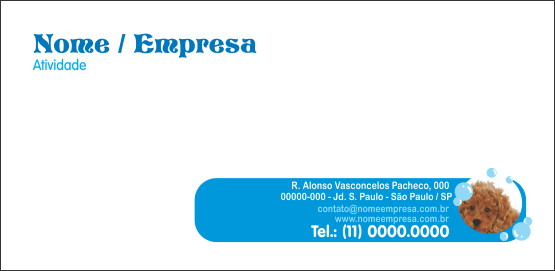 Nome / Empresa
Atividade
R. Alonso Vasconcelos Pacheco, 000
00000-000 - Jd. S. Paulo - São Paulo / SP
contato@nomeempresa.com.br
www.nomeempresa.com.br
Tel.: (11) 0000.0000